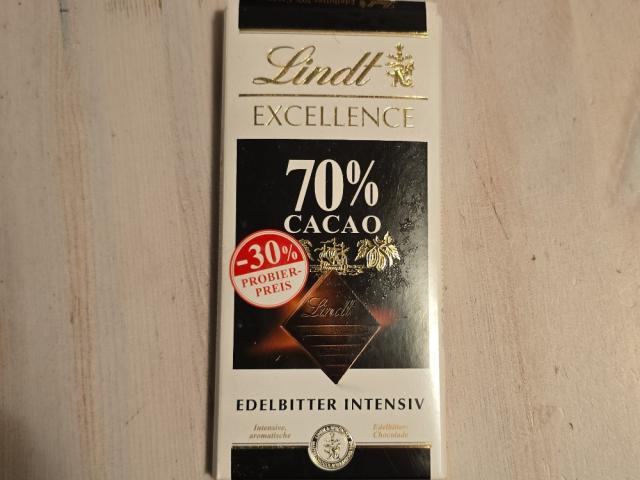 Lindt
EXCELLENCE
70%
CACAO
-30%
PROBIER-
PREIS
Lindt
EDELBITTER INTENSIV
Intensive,
aromatische
Edelbitter-
Chocolade